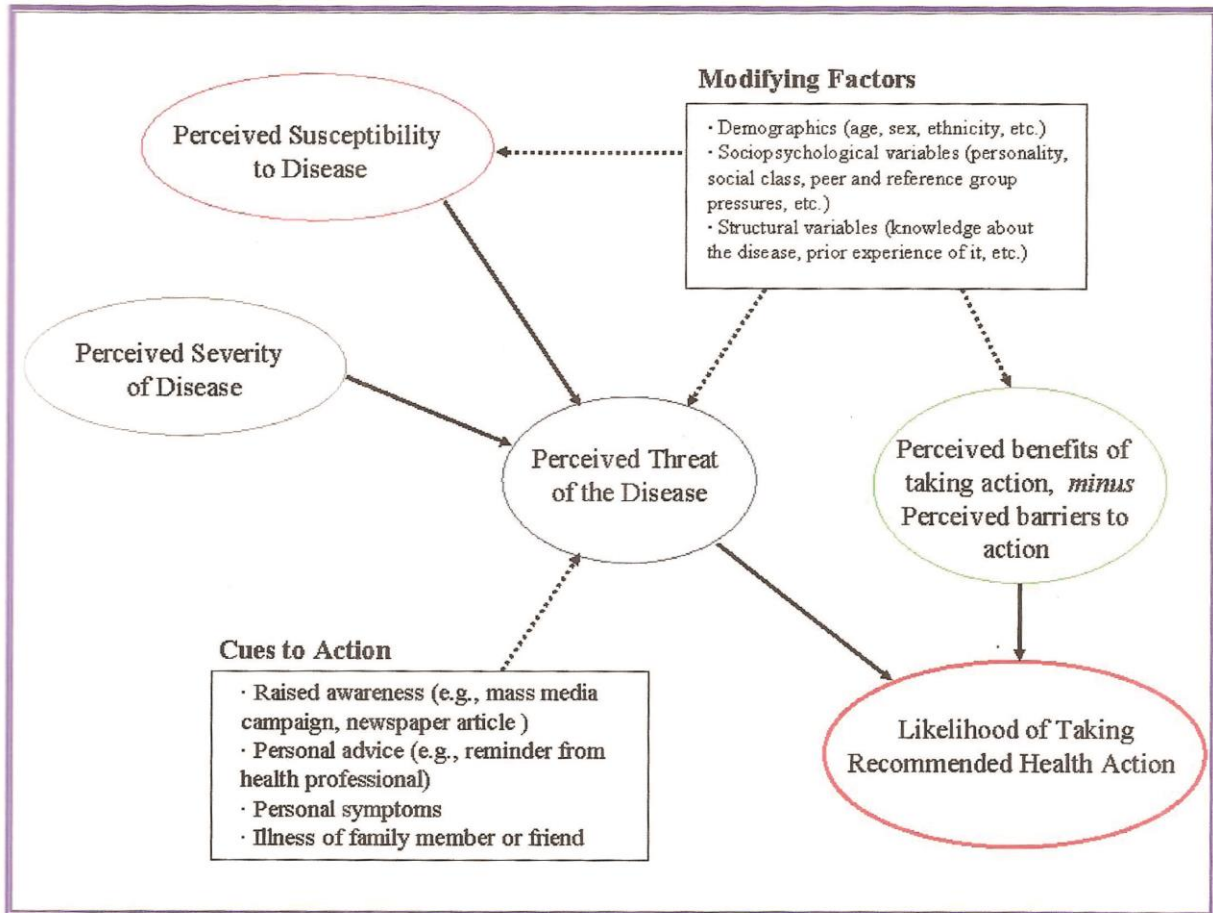 Modifying Factors
· Demographics (age, sex, ethnicity, etc.)
· Sociopsychological variables (personality,
social class, peer and reference group
pressures, etc.)
· Structural variables (knowledge about
the disease, prior experience of it, etc.)
Perceived Susceptibility
to Disease
Perceived Severity
of Disease
Perceived Threat
of the Disease
Perceived benefits of
taking action, minus
Perceived barriers to
action
Cues to Action
· Raised awareness (e.g., mass media
campaign, newspaper article )
· Personal advice (e.g., reminder from
health professional)
· Personal symptoms
· Illness of family member or friend
Likelihood of Taking
Recommended Health Action